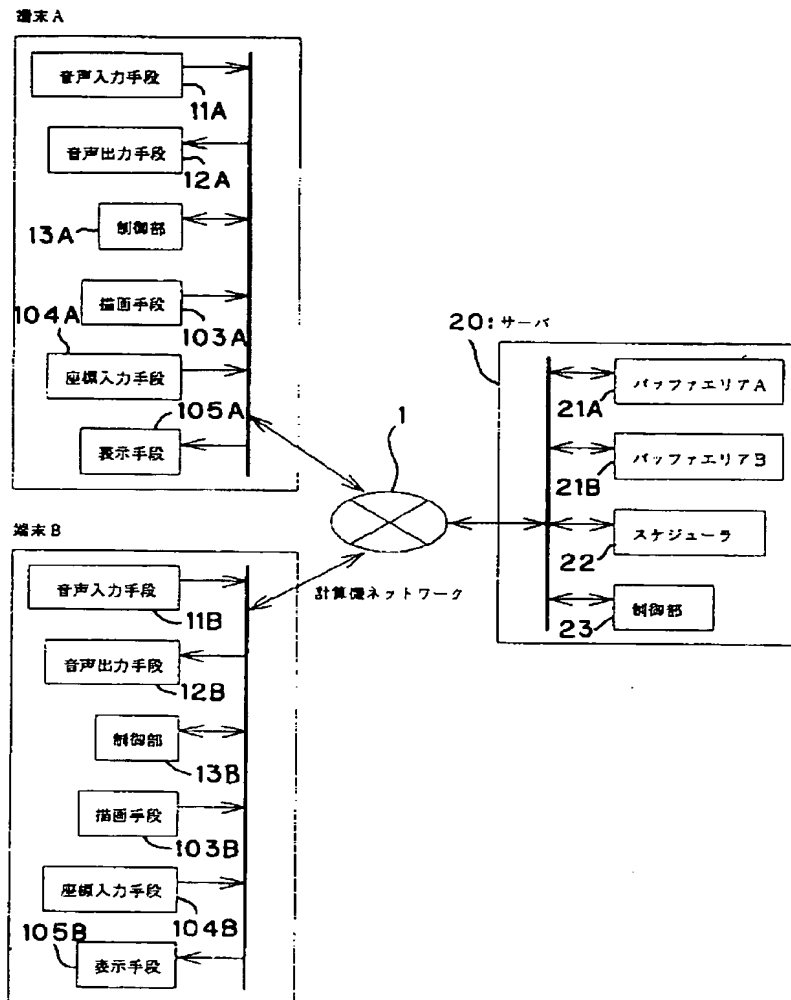 端末A
音声入力手段
11A
音声出力手段
12A
制御部
13A
描画手段
103A
104A
座標入力手段
105A
表示手段
端末B
音声入力手段
11B
音声出力手段
12B
制御部
13B
描画手段
103B
座標入力手段
104B
105B
表示手段
1
計算機ネットワーク
20:サーバ
バッファエリアA
21A
バッファエリアB
21B
スケジューラ
22
制御部
23